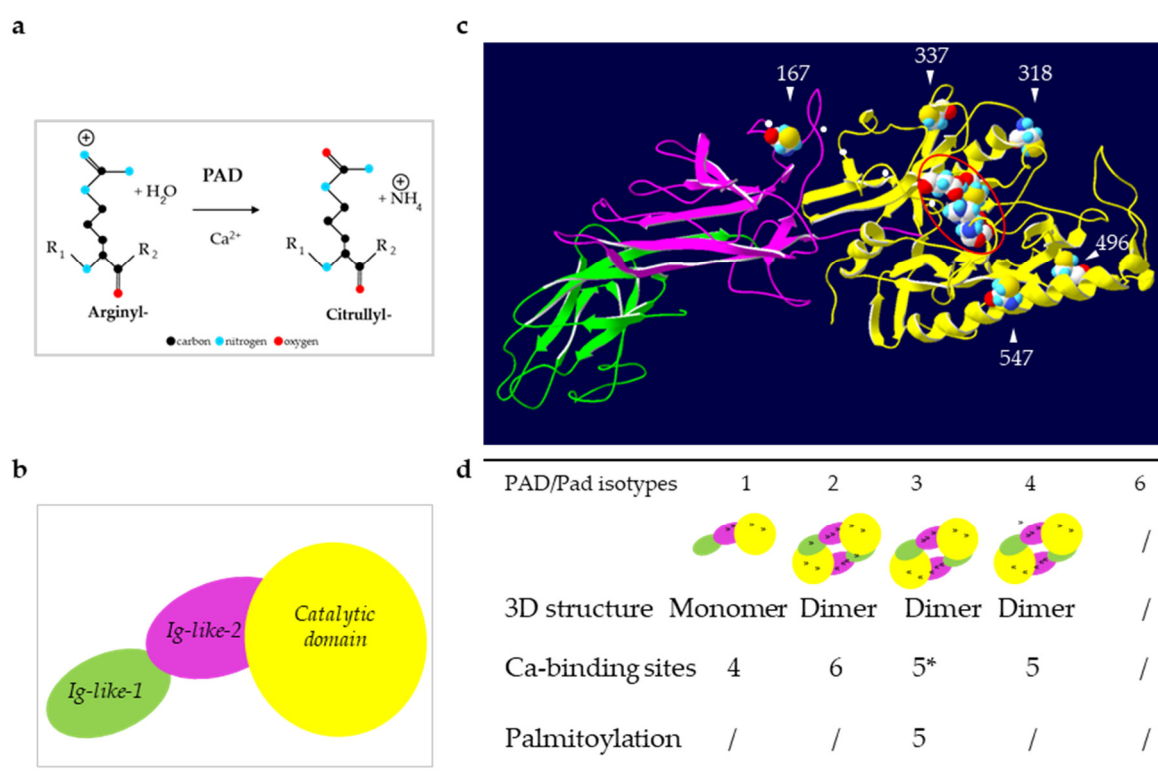 a
⊕
+ H₂O
PAD
Ca²⁺
⊕
+ NH₄
R₁
R₂
R₁
R₂
Arginyl-
Citrullyl-
carbon nitrogen oxygen
b
Ig-like-1
Ig-like-2
Catalytic
domain
c
167
337
318
496
547
d
PAD/Pad isotypes 1 2 3 4 6
/
3D structure Monomer Dimer Dimer Dimer /
Ca-binding sites 4 6 5* 5 /
Palmitoylation / / 5 / /